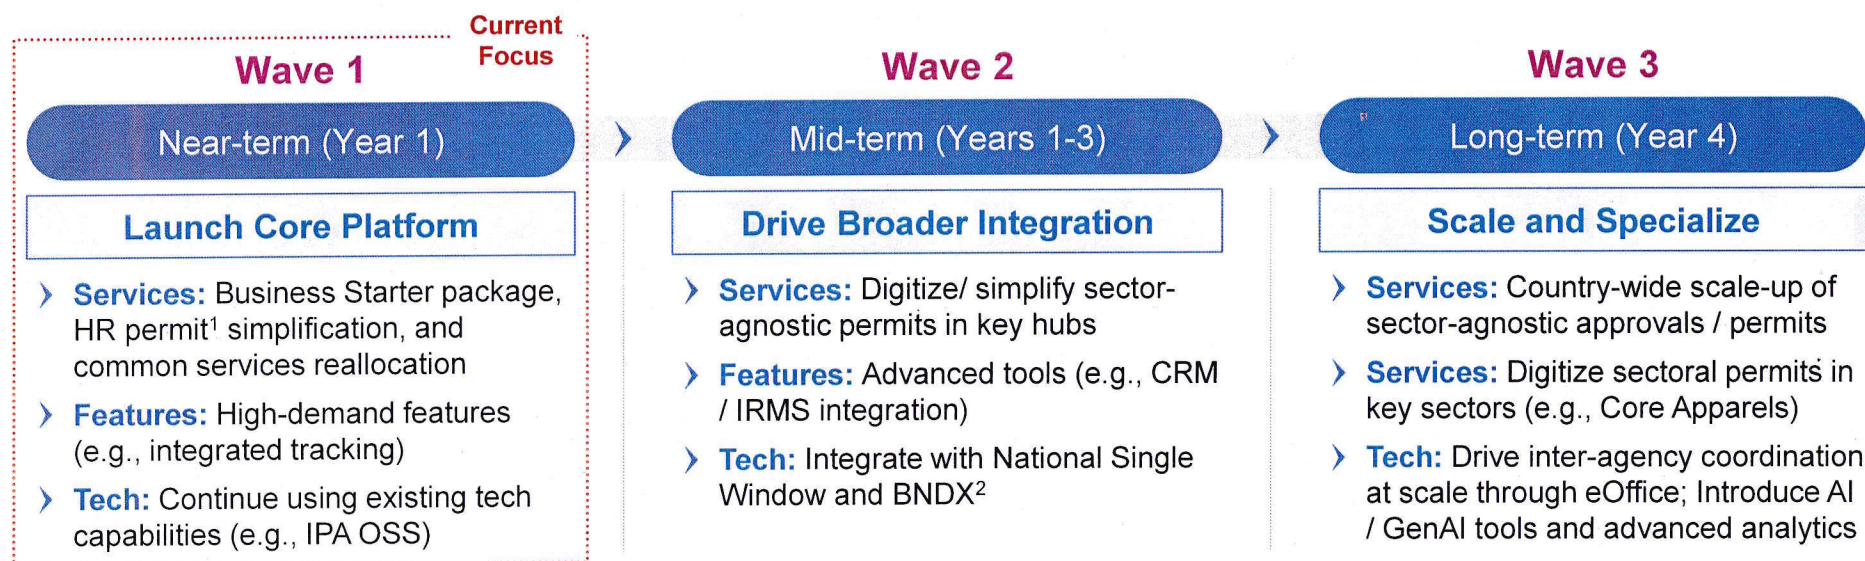 Current
Focus
Wave 1
Near-term (Year 1)
Launch Core Platform
Services: Business Starter package,
HR permit¹ simplification, and
common services reallocation
Features: High-demand features
(e.g., integrated tracking)
Tech: Continue using existing tech
capabilities (e.g., IPA OSS)
Wave 2
Mid-term (Years 1-3)
Drive Broader Integration
Services: Digitize/ simplify sector-
agnostic permits in key hubs
Features: Advanced tools (e.g., CRM
/ IRMS integration)
Tech: Integrate with National Single
Window and BNDX²
Wave 3
Long-term (Year 4)
Scale and Specialize
Services: Country-wide scale-up of
sector-agnostic approvals / permits
Services: Digitize sectoral permits in
key sectors (e.g., Core Apparels)
Tech: Drive inter-agency coordination
at scale through eOffice; Introduce AI
/ GenAI tools and advanced analytics